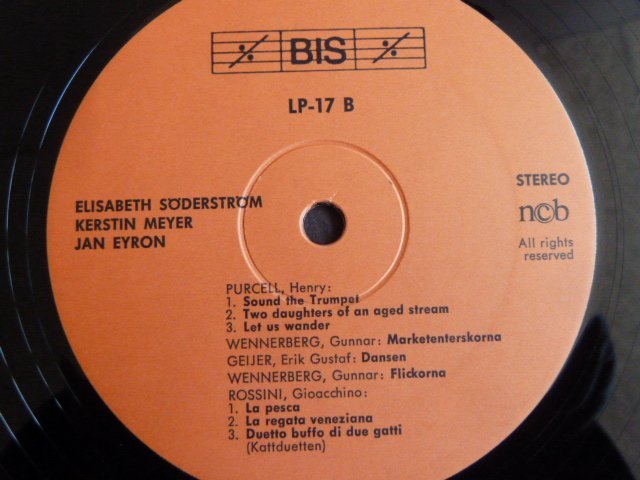 BIS
LP-17 B
ELISABETH SÖDERSTRÖM
KERSTIN MEYER
JAN EYRON
STEREO
n©b
All rights
reserved
PURCELL, Henry:
1. Sound the Trumpet
2. Two daughters of an aged stream
3. Let us wander
WENNERBERG, Gunnar: Marketenterskorna
GEIJER, Erik Gustaf: Dansen
WENNERBERG, Gunnar: Flickorna
ROSSINI, Gioacchino:
1. La pesca
2. La regata veneziana
3. Duetto buffo di due gatti
(Kattduetten)